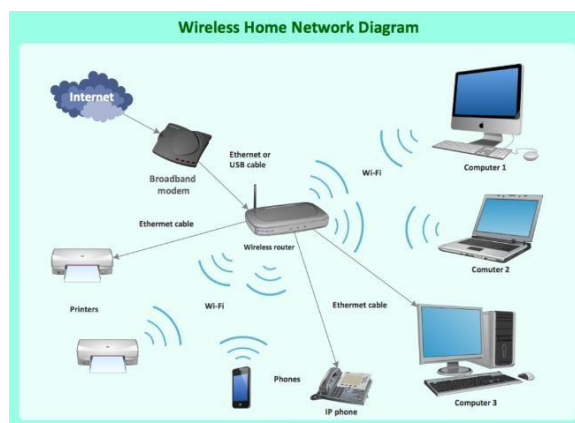 Wireless Home Network Diagram
Internet
Broadband
modem
Ethernet or
USB cable
Wi-Fi
Computer 1
Ethermet cable
Wireless router
Comuter 2
Printers
Wi-Fi
Ethermet cable
Phones
IP phone
Computer 3